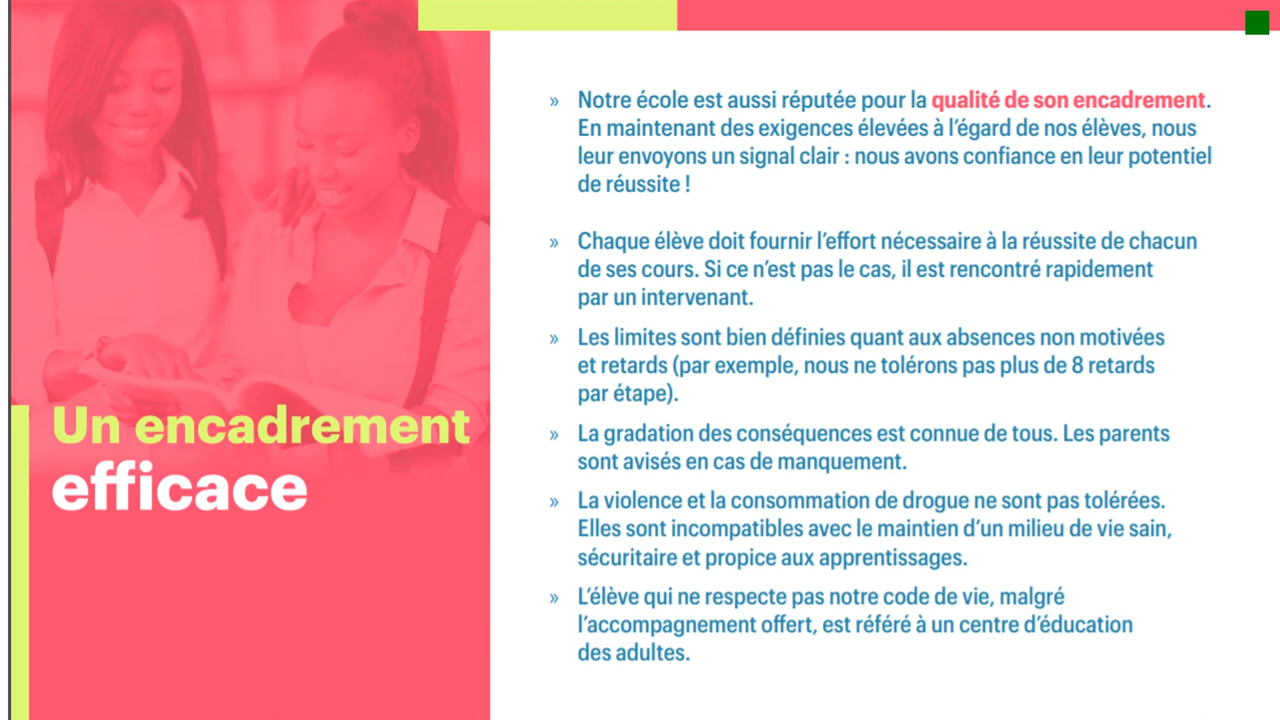 Un encadrement
efficace
» Notre école est aussi réputée pour la qualité de son encadrement.
En maintenant des exigences élevées à l’égard de nos élèves, nous
leur envoyons un signal clair : nous avons confiance en leur potentiel
de réussite !
» Chaque élève doit fournir l’effort nécessaire à la réussite de chacun
de ses cours. Si ce n’est pas le cas, il est rencontré rapidement
par un intervenant.
» Les limites sont bien définies quant aux absences non motivées
et retards (par exemple, nous ne tolérons pas plus de 8 retards
par étape).
» La gradation des conséquences est connue de tous. Les parents
sont avisés en cas de manquement.
» La violence et la consommation de drogue ne sont pas tolérées.
Elles sont incompatibles avec le maintien d’un milieu de vie sain,
sécuritaire et propice aux apprentissages.
» L’élève qui ne respecte pas notre code de vie, malgré
l’accompagnement offert, est référé à un centre d’éducation
des adultes.